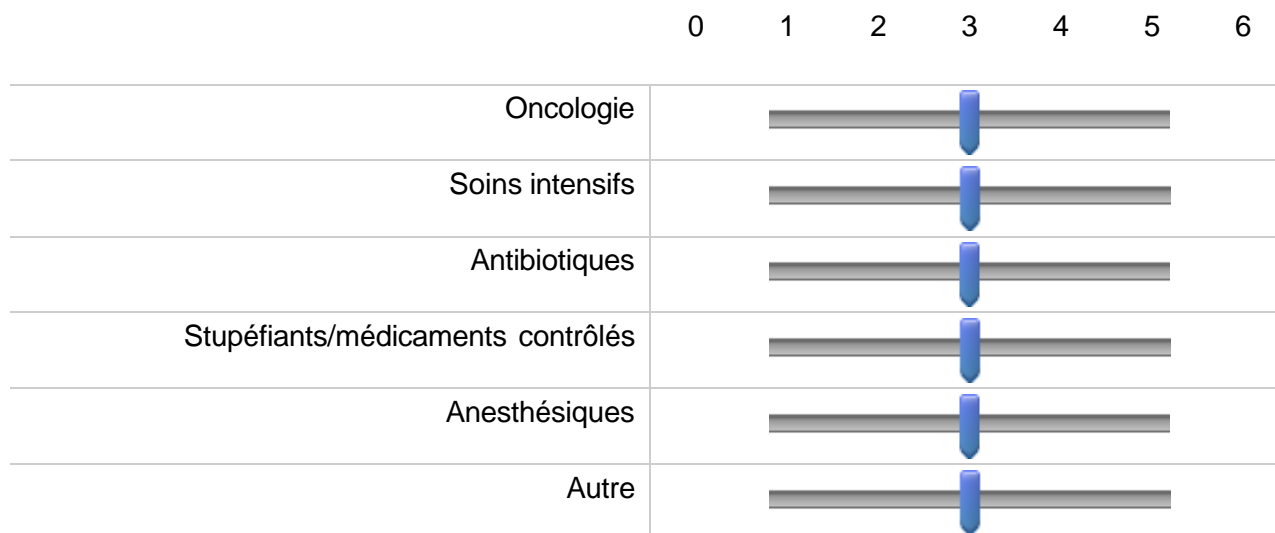 0 1 2 3 4 5 6
Oncologie
Soins intensifs
Antibiotiques
Stupéfiants/médicaments contrôlés
Anesthésiques
Autre